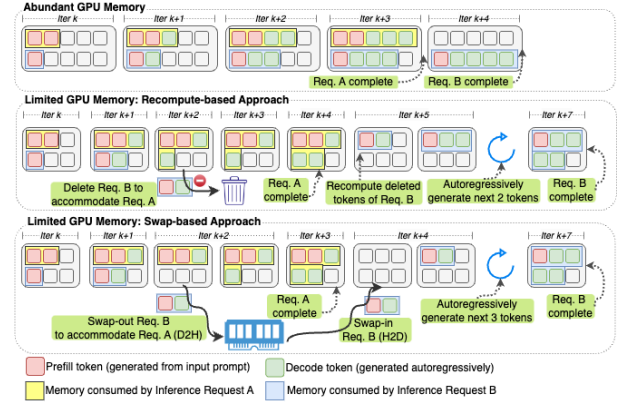 Abundant GPU Memory
Iter k
Iter k+1
Iter k+2
Iter k+3
Iter k+4
Req. A complete
Req. B complete
Limited GPU Memory: Recompute-based Approach
Iter k
Iter k+1
Iter k+2
Iter k+3
Iter k+4
Iter k+5
Iter k+7
Delete Req. B to
accommodate Req. A
Req. A
complete
Recompute deleted
tokens of Req. B
Autoregressively
generate next 2 tokens
Req. B
complete
Limited GPU Memory: Swap-based Approach
Iter k
Iter k+1
Iter k+2
Iter k+3
Iter k+4
Iter k+7
Swap-out Req. B
to accommodate Req. A (D2H)
Req. A
complete
Swap-in
Req. B (H2D)
Autoregressively
generate next 3 tokens
Req. B
complete
Prefill token (generated from input prompt)
Decode token (generated autoregressively)
Memory consumed by Inference Request A
Memory consumed by Inference Request B